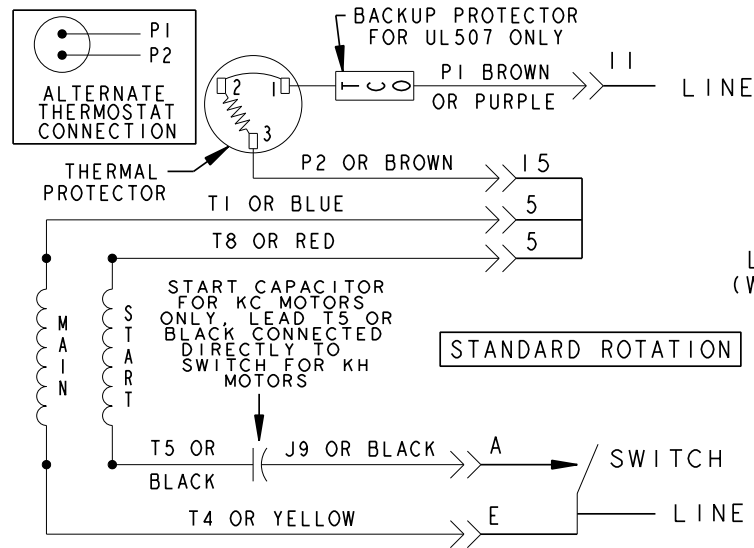 P1
P2
ALTERNATE
THERMOSTAT
CONNECTION
BACKUP PROTECTOR
FOR UL507 ONLY
2
1
3
TCO
P1 BROWN
OR PURPLE
11
LINE
THERMAL
PROTECTOR
P2 OR BROWN
15
T1 OR BLUE
5
T8 OR RED
5
L
(W
START CAPACITOR
FOR KC MOTORS
ONLY, LEAD T5 OR
BLACK CONNECTED
DIRECTLY TO
SWITCH FOR KH
MOTORS
MAIN
START
STANDARD ROTATION
T5 OR
BLACK
J9 OR BLACK
A
SWITCH
T4 OR YELLOW
E
LINE